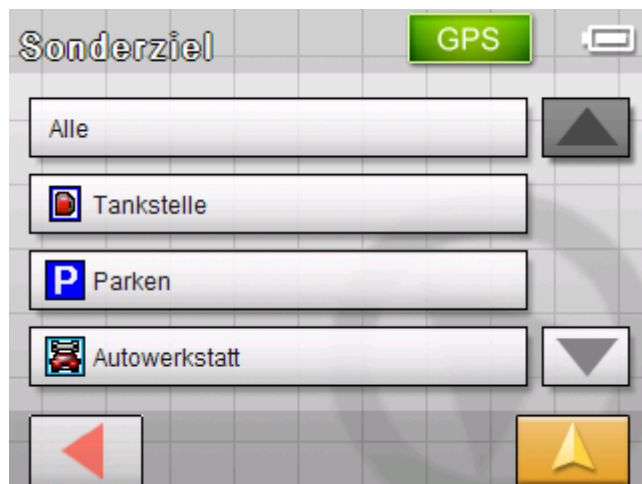 Sonderziel
GPS
Alle
Tankstelle
P Parken
Autowerkstatt